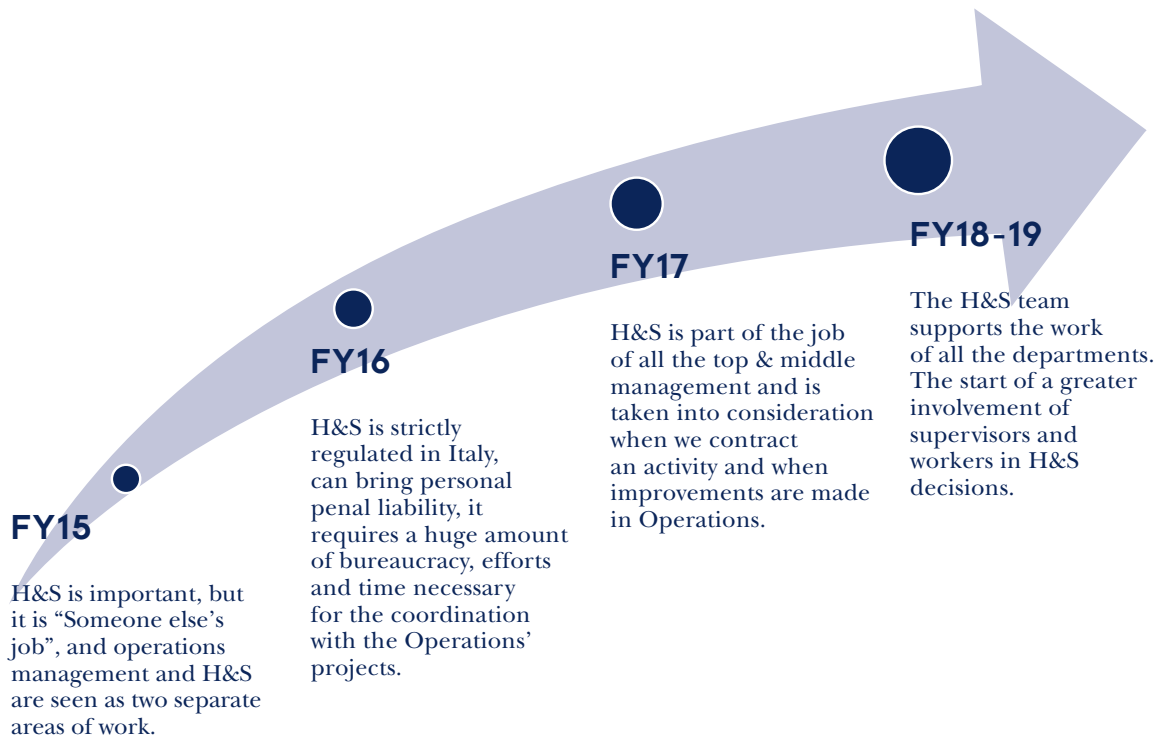 FY15
H&S is important, but
it is “Someone else’s
job”, and operations
management and H&S
are seen as two separate
areas of work.
FY16
H&S is strictly
regulated in Italy,
can bring personal
penal liability, it
requires a huge amount
of bureaucracy, efforts
and time necessary
for the coordination
with the Operations’
projects.
FY17
H&S is part of the job
of all the top & middle
management and is
taken into consideration
when we contract
an activity and when
improvements are made
in Operations.
FY18-19
The H&S team
supports the work
of all the departments.
The start of a greater
involvement of
supervisors and
workers in H&S
decisions.